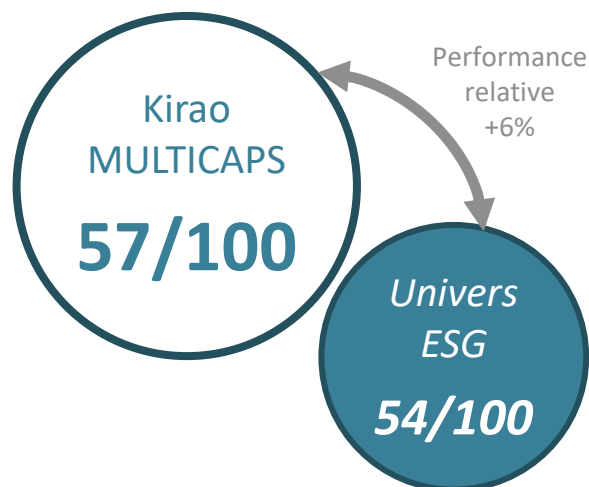 Kirao
MULTICAPS
57/100
Performance
relative
+6%
Univers
ESG
54/100